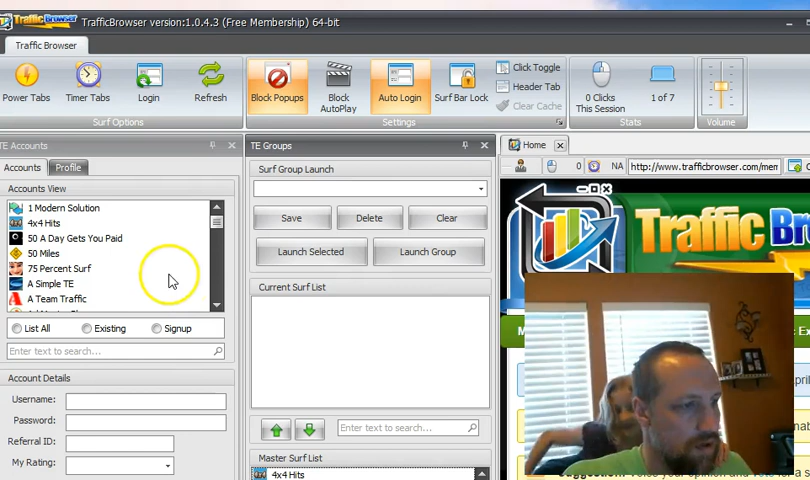 TrafficBrowser TrafficBrowser version:1.0.4.3 (Free Membership) 64-bit
Traffic Browser
Power Tabs
Timer Tabs
Login
Refresh
Surf Options
Block Popups
Block AutoPlay
Auto Login
Surf Bar Lock
Click Toggle
Header Tab
Clear Cache
Settings
0 Clicks This Session
1 of 7
Stats
Volume
TE Accounts
Accounts Profile
Accounts View
1 Modern Solution
4x4 Hits
50 A Day Gets You Paid
50 Miles
75 Percent Surf
A Simple TE
A Team Traffic
List All Existing Signup
Enter text to search...
Account Details
Username:
Password:
Referral ID:
My Rating:
TE Groups
Surf Group Launch
Save Delete Clear
Launch Selected Launch Group
Current Surf List
Enter text to search...
Master Surf List
4x4 Hits
Home
0 NA http://www.trafficbrowser.com/mem
Traffic B